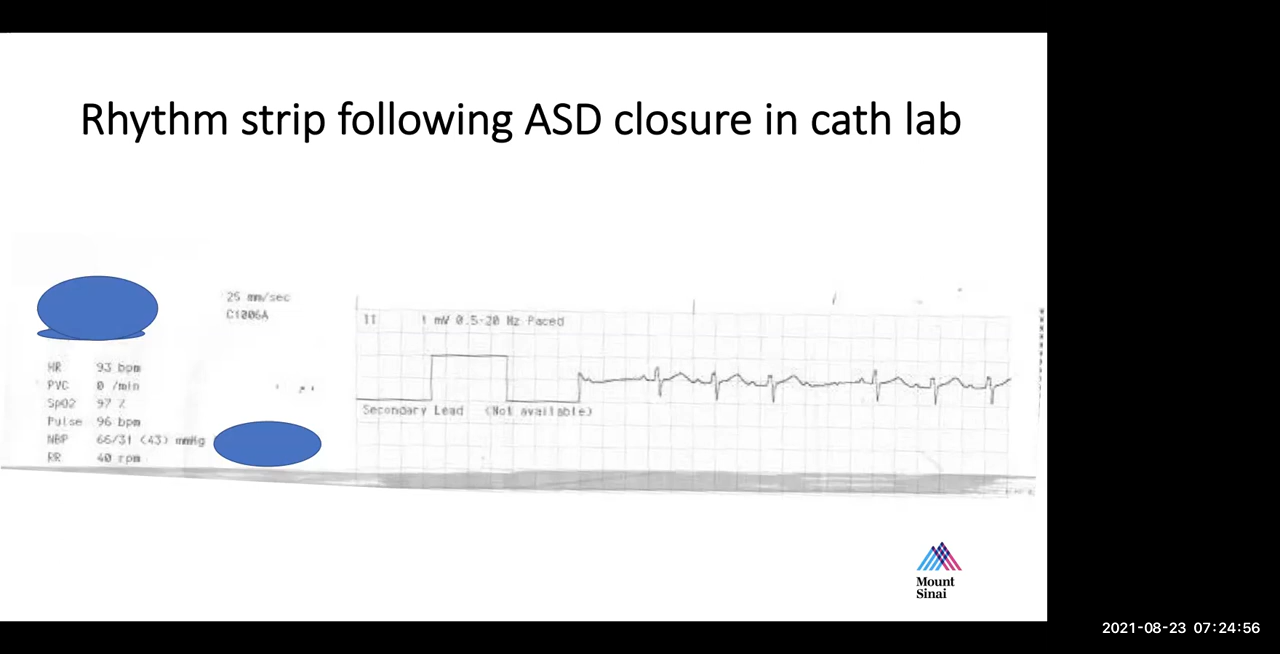 Rhythm strip following ASD closure in cath lab
25 mm/sec
C1006A
II 1 mV 0.5-20 Hz Paced
HR 93 bpm
PVC 0 /min
SpO2 97 %
Pulse 96 bpm
NBP 66/31 (43) mmHg
RR 40 rpm
Secondary Lead (Not available)
Mount
Sinai
2021-08-23 07:24:56